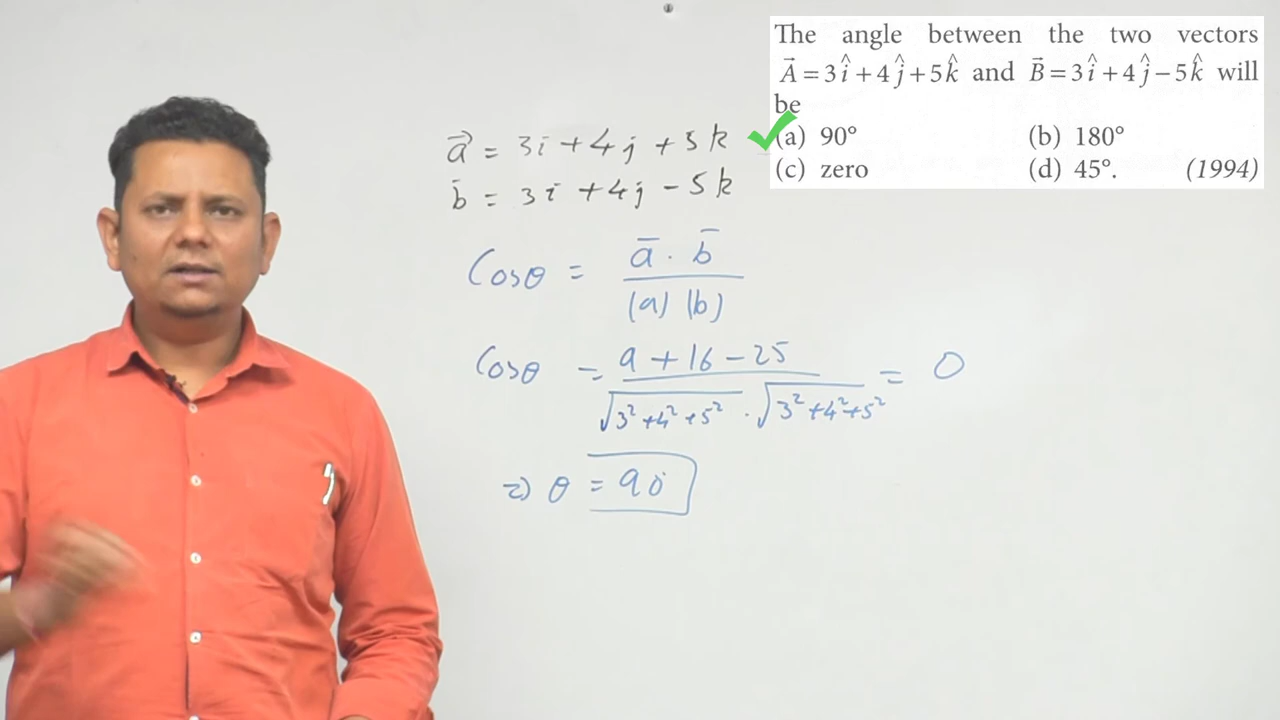 The angle between the two vectors
A⃗ = 3î + 4ĵ + 5k̂ and B⃗ = 3î + 4ĵ – 5k̂ will
be
(a) 90° (b) 180°
(c) zero (d) 45°. (1994)
a⃗ = 3i + 4j + 5k
b̄ = 3i + 4j - 5k
Cosθ = ā . b̄ / (a) (b)
Cosθ = 9 + 16 - 25 / √3²+4²+5² . √3²+4²+5² = 0
⇒ θ = 90°